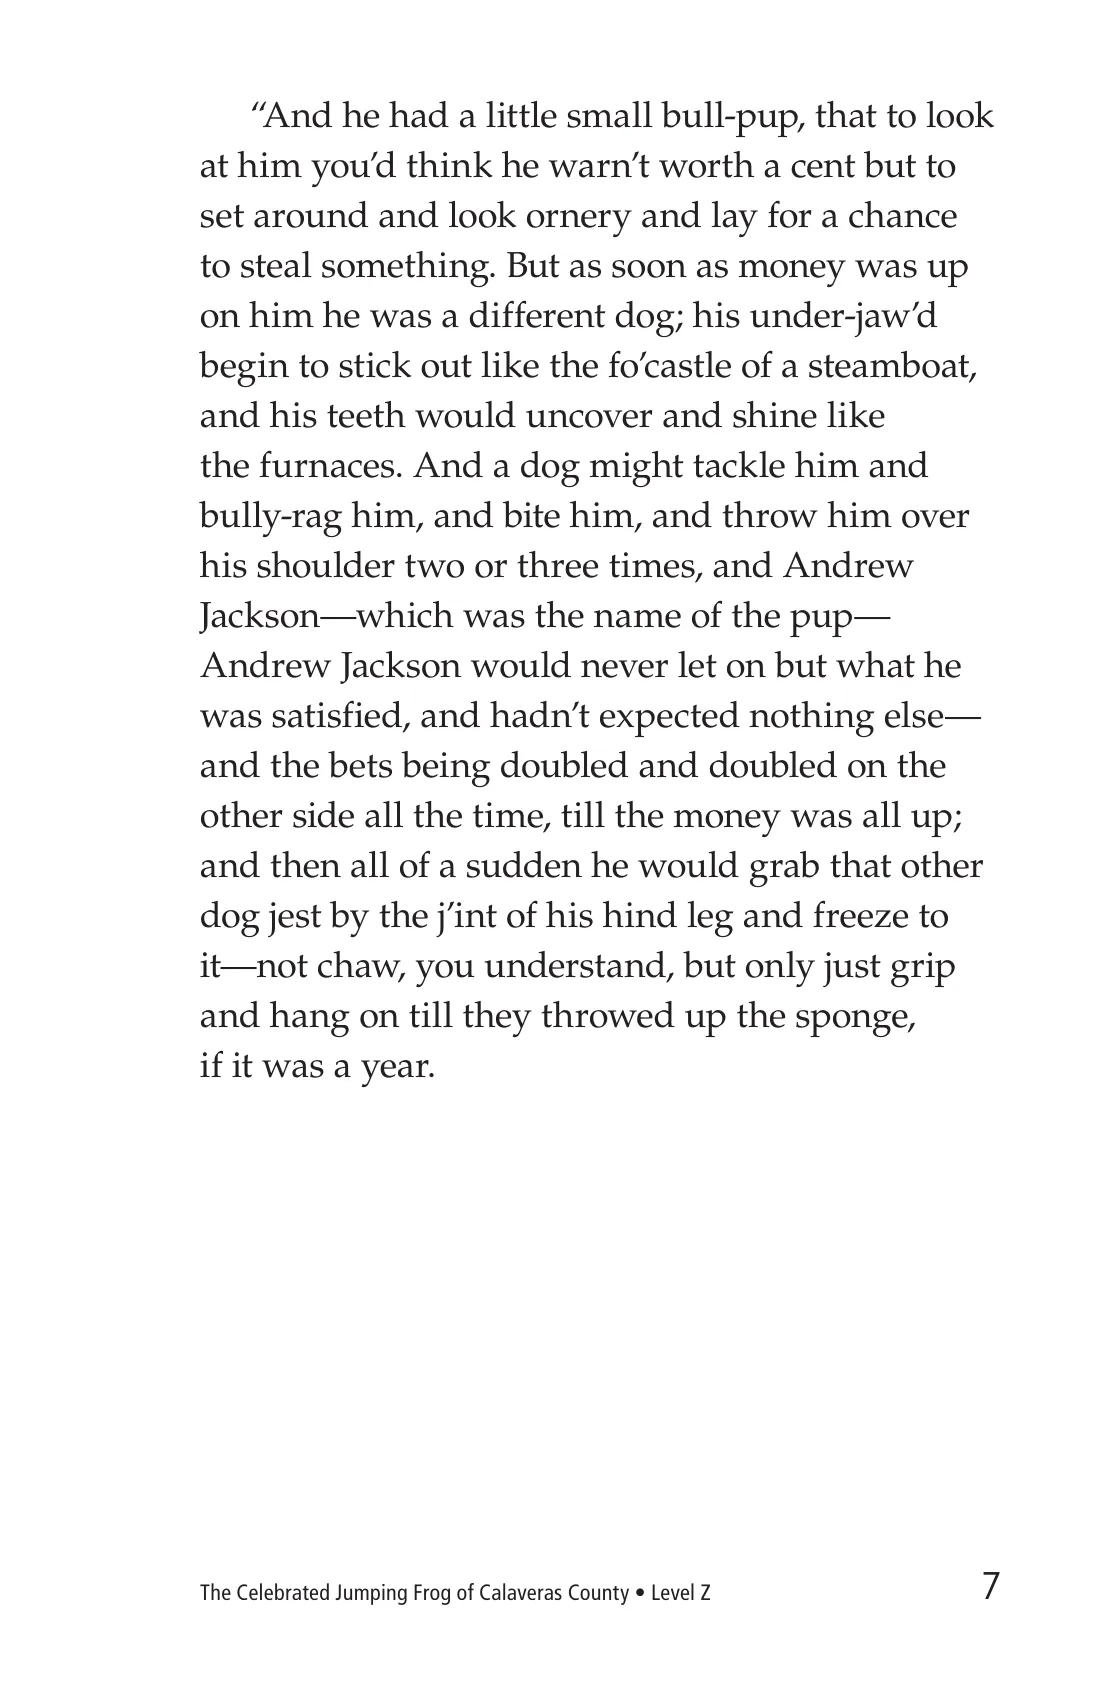 “And he had a little small bull-pup, that to look
at him you’d think he warn’t worth a cent but to
set around and look ornery and lay for a chance
to steal something. But as soon as money was up
on him he was a different dog; his under-jaw’d
begin to stick out like the fo’castle of a steamboat,
and his teeth would uncover and shine like
the furnaces. And a dog might tackle him and
bully-rag him, and bite him, and throw him over
his shoulder two or three times, and Andrew
Jackson—which was the name of the pup—
Andrew Jackson would never let on but what he
was satisfied, and hadn’t expected nothing else—
and the bets being doubled and doubled on the
other side all the time, till the money was all up;
and then all of a sudden he would grab that other
dog jest by the j’int of his hind leg and freeze to
it—not chaw, you understand, but only just grip
and hang on till they throwed up the sponge,
if it was a year.
The Celebrated Jumping Frog of Calaveras County • Level Z 7